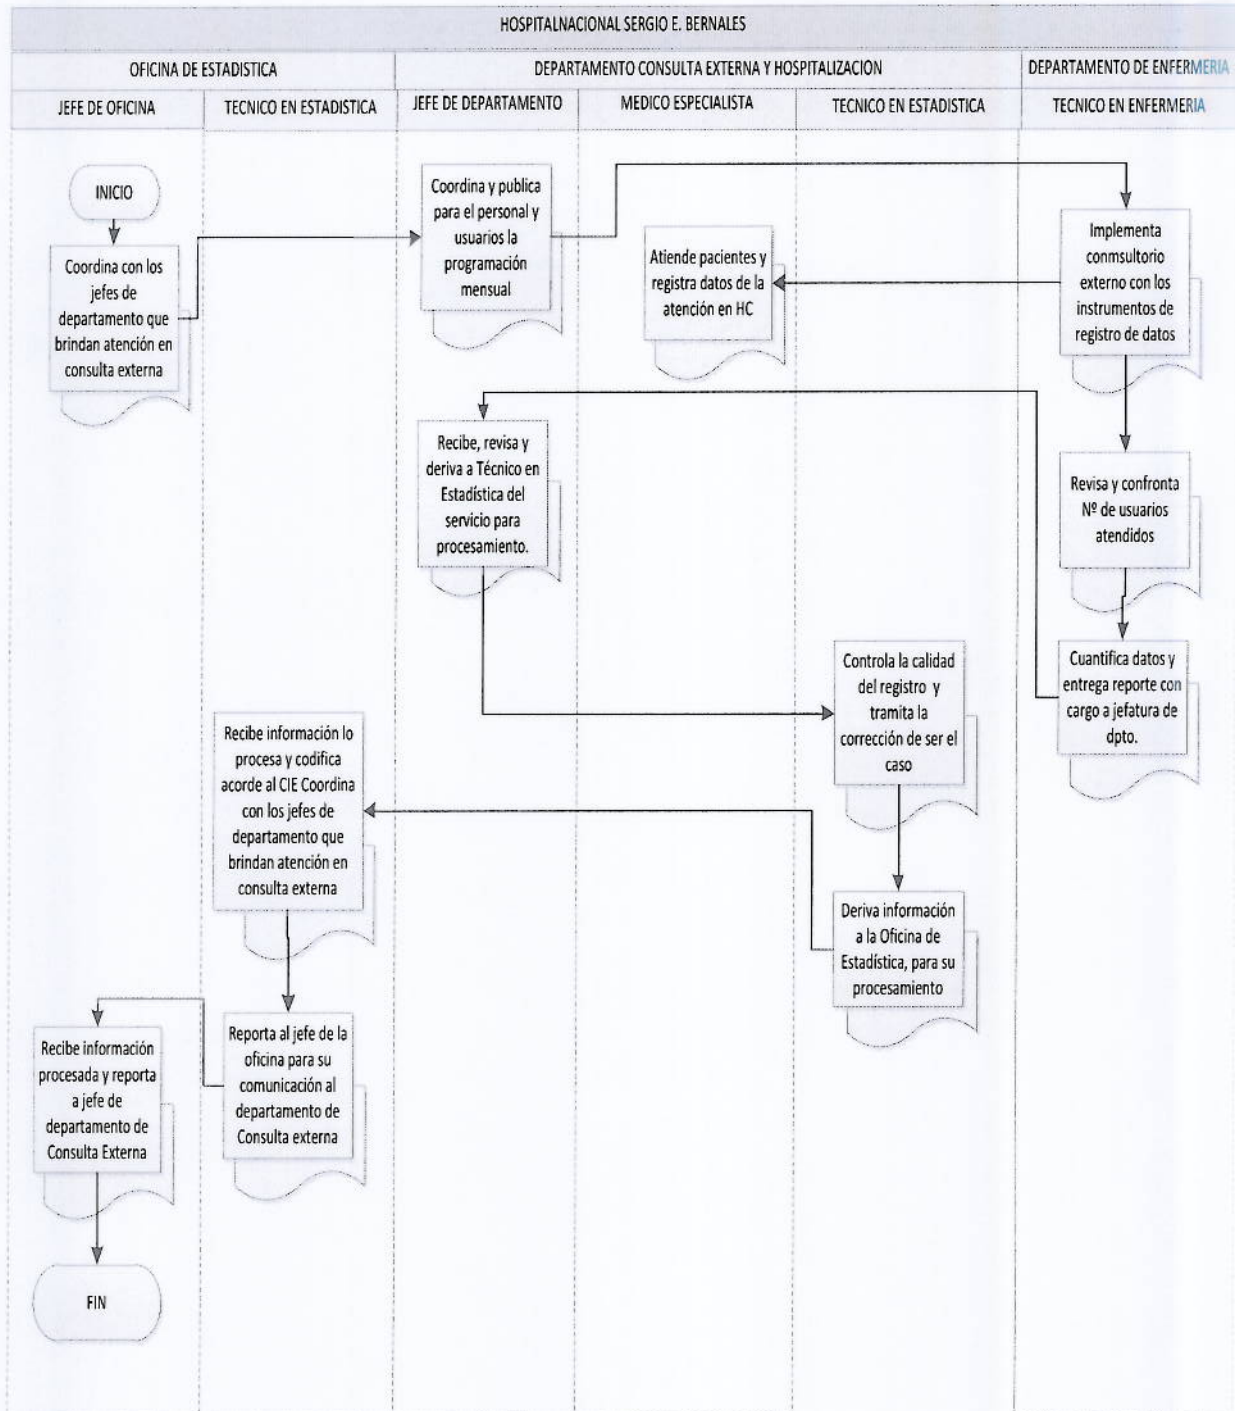 HOSPITALNACIONAL SERGIO E. BERNALES
OFICINA DE ESTADISTICA
DEPARTAMENTO CONSULTA EXTERNA Y HOSPITALIZACION
DEPARTAMENTO DE ENFERMERIA
JEFE DE OFICINA
TECNICO EN ESTADISTICA
JEFE DE DEPARTAMENTO
MEDICO ESPECIALISTA
TECNICO EN ESTADISTICA
TECNICO EN ENFERMERIA
INICIO
Coordina con los
jefes de
departamento que
brindan atención en
consulta externa
Coordina y publica
para el personal y
usuarios la
programación
mensual
Implementa
conmsultorio
externo con los
instrumentos de
registro de datos
Atiende pacientes y
registra datos de la
atención en HC
Revisa y confronta
Nº de usuarios
atendidos
Cuantifica datos y
entrega reporte con
cargo a jefatura de
dpto.
Recibe, revisa y
deriva a Técnico en
Estadística del
servicio para
procesamiento.
Controla la calidad
del registro y
tramita la
corrección de ser el
caso
Deriva información
a la Oficina de
Estadística, para su
procesamiento
Recibe información lo
procesa y codifica
acorde al CIE Coordina
con los jefes de
departamento que
brindan atención en
consulta externa
Reporta al jefe de la
oficina para su
comunicación al
departamento de
Consulta externa
Recibe información
procesada y reporta
a jefe de
departamento de
Consulta Externa
FIN